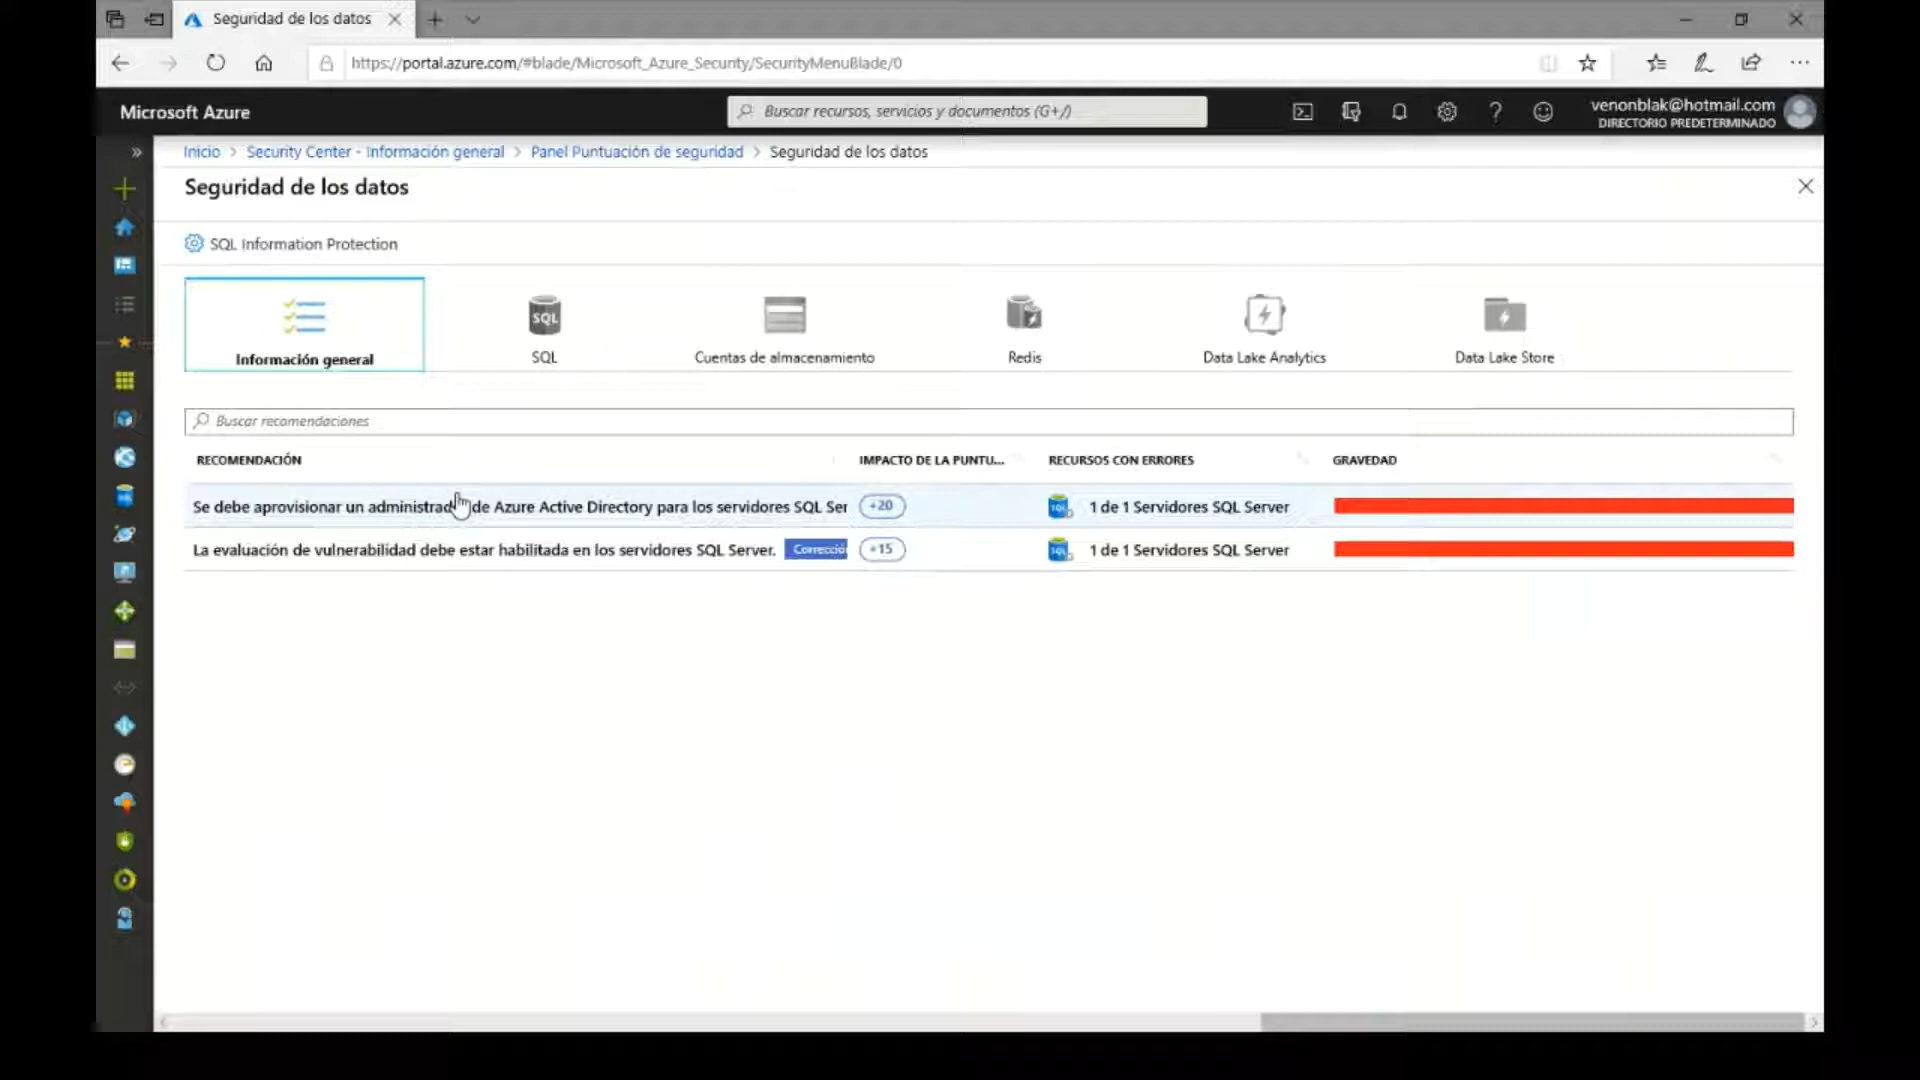 Seguridad de los datos
https://portal.azure.com/#blade/Microsoft_Azure_Security/SecurityMenuBlade/0
Microsoft Azure
Buscar recursos, servicios y documentos (G+/)
venonblak@hotmail.com
DIRECTORIO PREDETERMINADO
Inicio > Security Center - Información general > Panel Puntuación de seguridad > Seguridad de los datos
Seguridad de los datos
SQL Information Protection
Información general
SQL
SQL
Cuentas de almacenamiento
Redis
Data Lake Analytics
Data Lake Store
Buscar recomendaciones
RECOMENDACIÓN IMPACTO DE LA PUNTU... RECURSOS CON ERRORES GRAVEDAD
Se debe aprovisionar un administrad de Azure Active Directory para los servidores SQL Ser +20 1 de 1 Servidores SQL Server
La evaluación de vulnerabilidad debe estar habilitada en los servidores SQL Server. Correcció +15 1 de 1 Servidores SQL Server